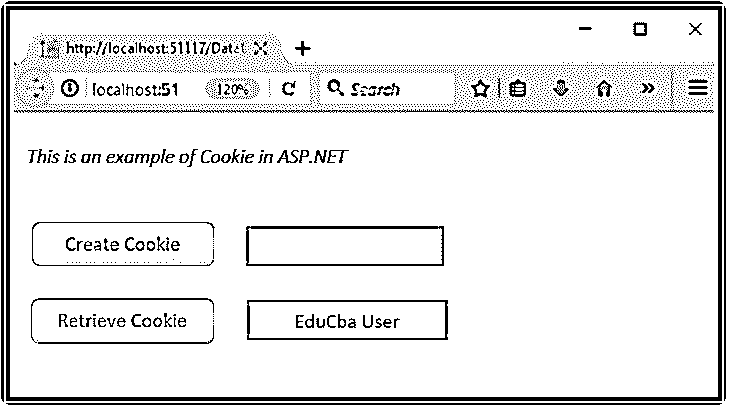 http://localhost:51117/Data
localhost:51 120% Search
This is an example of Cookie in ASP.NET
Create Cookie
Retrieve Cookie EduCba User